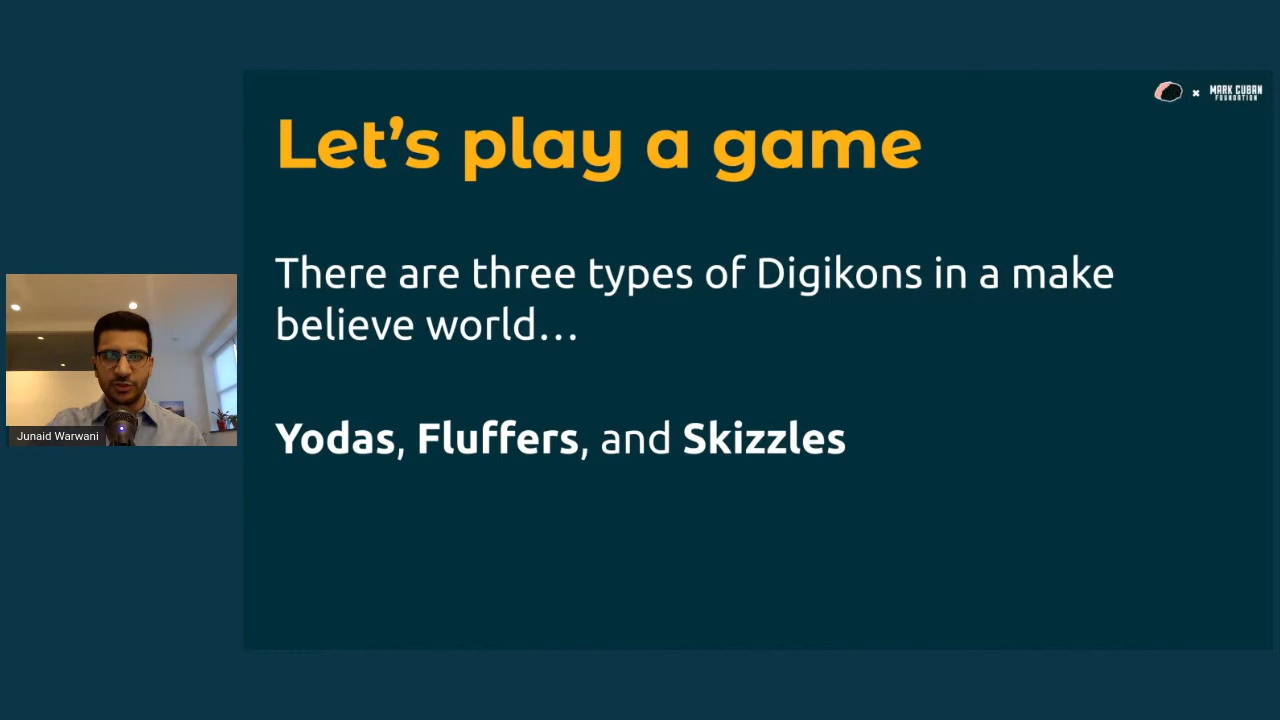 MARK CUBAN
FOUNDATION
Let's play a game
There are three types of Digikons in a make
believe world…
Yodas, Fluffers, and Skizzles
Junaid Warwani